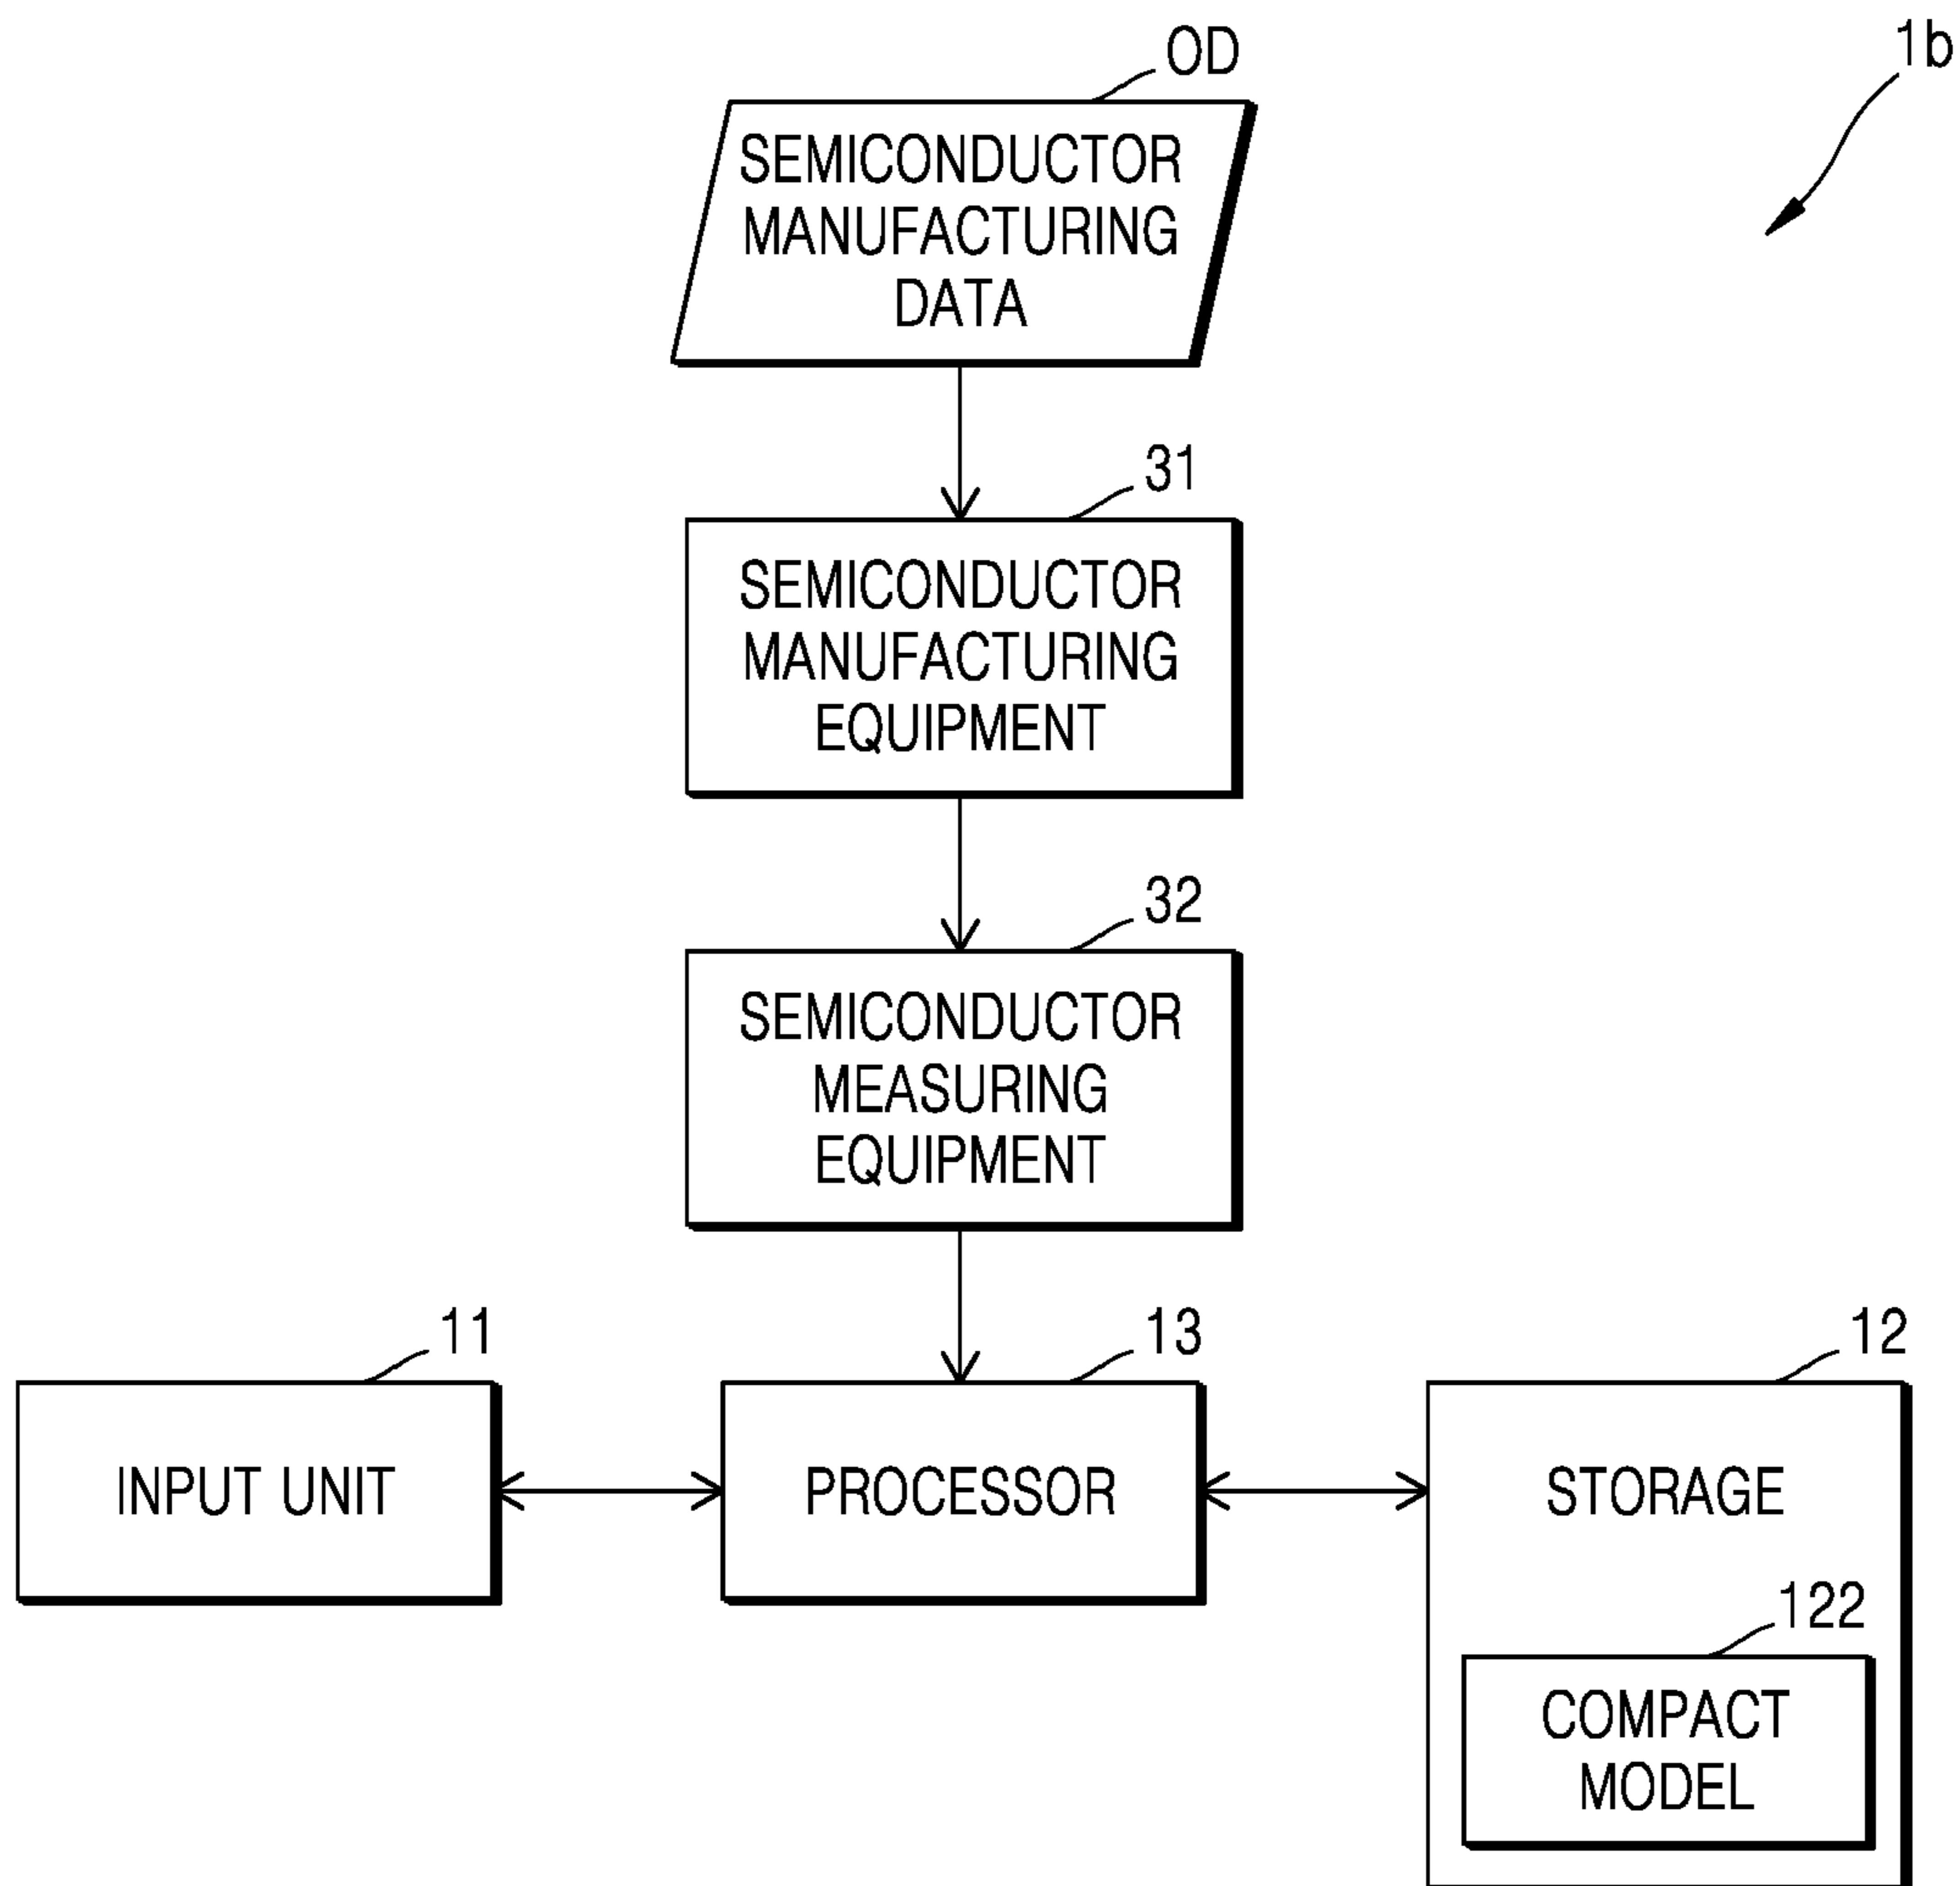 OD
1b
SEMICONDUCTOR
MANUFACTURING
DATA
31
SEMICONDUCTOR
MANUFACTURING
EQUIPMENT
32
SEMICONDUCTOR
MEASURING
EQUIPMENT
11
13
12
INPUT UNIT
PROCESSOR
STORAGE
122
COMPACT
MODEL